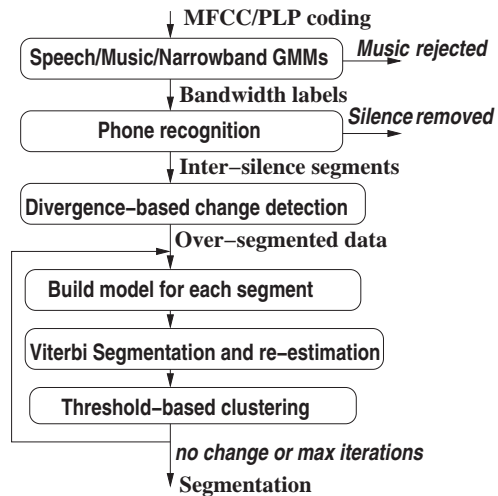 MFCC/PLP coding
Speech/Music/Narrowband GMMs
Music rejected
Bandwidth labels
Phone recognition
Silence removed
Inter−silence segments
Divergence−based change detection
Over−segmented data
Build model for each segment
Viterbi Segmentation and re−estimation
Threshold−based clustering
no change or max iterations
Segmentation